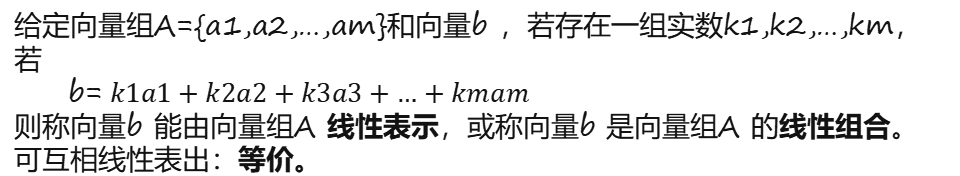 给定向量组A={a1,a2,...,am}和向量b ，若存在一组实数k1,k2,...,km，
若
b= k1a1 + k2a2 + k3a3 + ... + kmam
则称向量b 能由向量组A 线性表示，或称向量b 是向量组A 的线性组合。
可互相线性表出：等价。